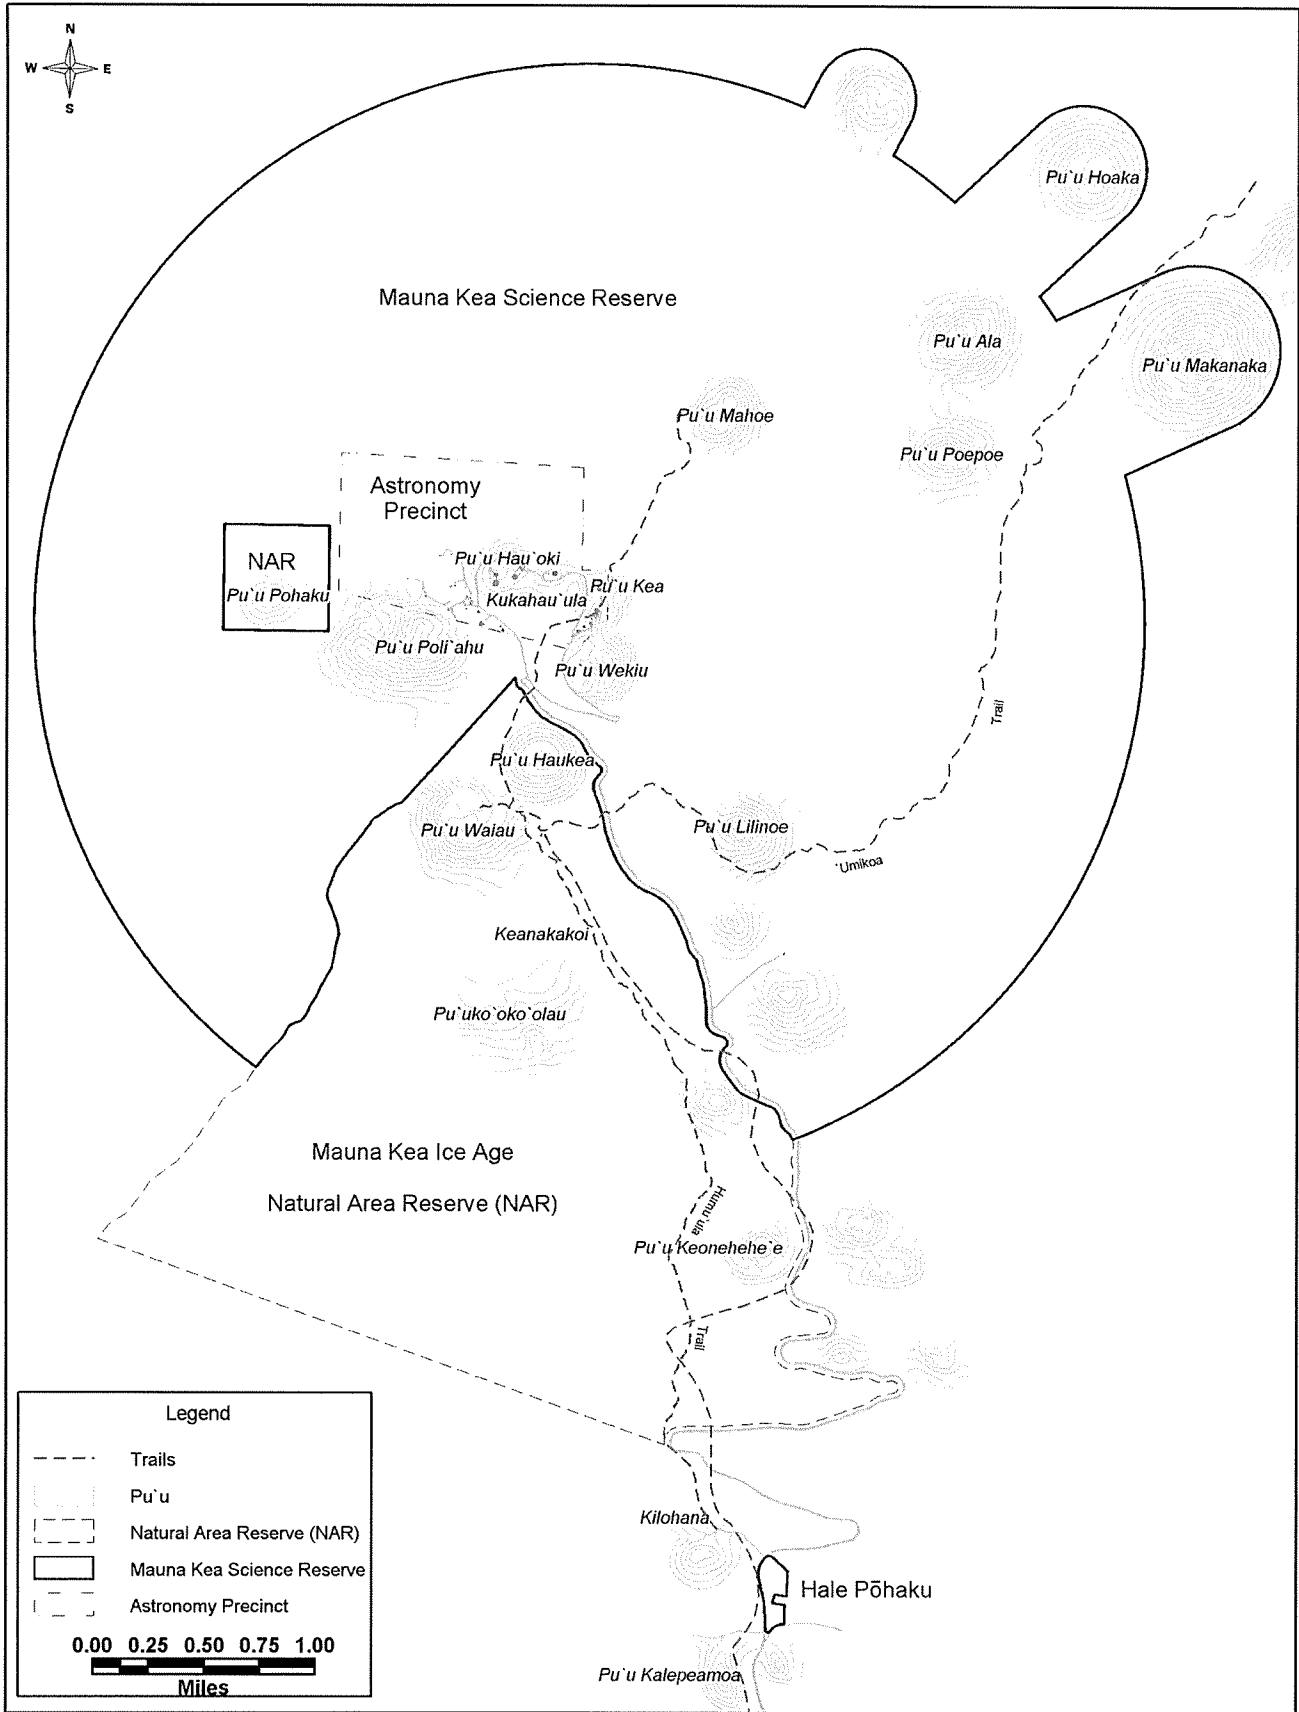 N
W E
S
Pu`u Hoaka
Mauna Kea Science Reserve
Pu`u Ala
Pu`u Makanaka
Pu`u Mahoe
Pu`u Poepoe
Astronomy
Precinct
NAR
Pu`u Hau`oki
Pu`u Pohaku
Pu`u Kea
Kukahau`ula
Pu`u Poli`ahu
Pu`u Wekiu
Trail
Pu`u Haukea
Pu`u Waiau
Pu`u Lilinoe
`Umikoa
Keanakakoi
Pu`uko`oko`olau
Mauna Kea Ice Age
Natural Area Reserve (NAR)
Humu`ula
Pu`u Keonehehe`e
Trail
Legend
Trails
Pu`u
Natural Area Reserve (NAR)
Mauna Kea Science Reserve
Astronomy Precinct
0.00 0.25 0.50 0.75 1.00
Miles
Kilohana
Hale Pōhaku
Pu`u Kalepeamoa